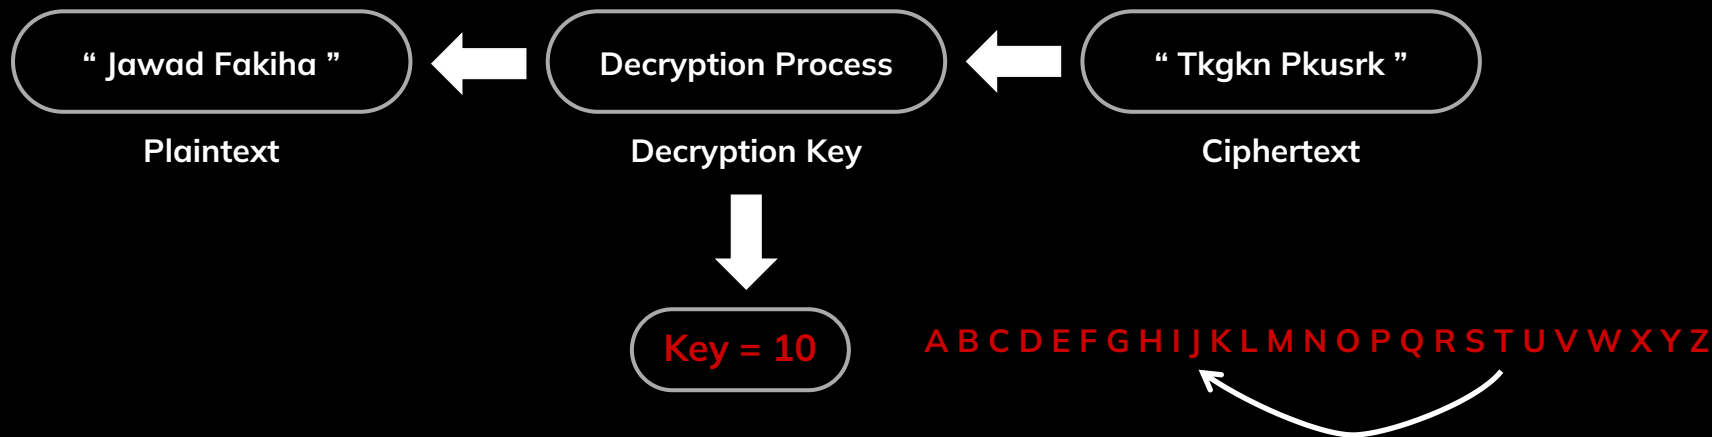 “ Jawad Fakiha ”
Decryption Process
“ Tkgkn Pkusrk ”
Plaintext
Decryption Key
Ciphertext
Key = 10
A B C D E F G H I J K L M N O P Q R S T U V W X Y Z